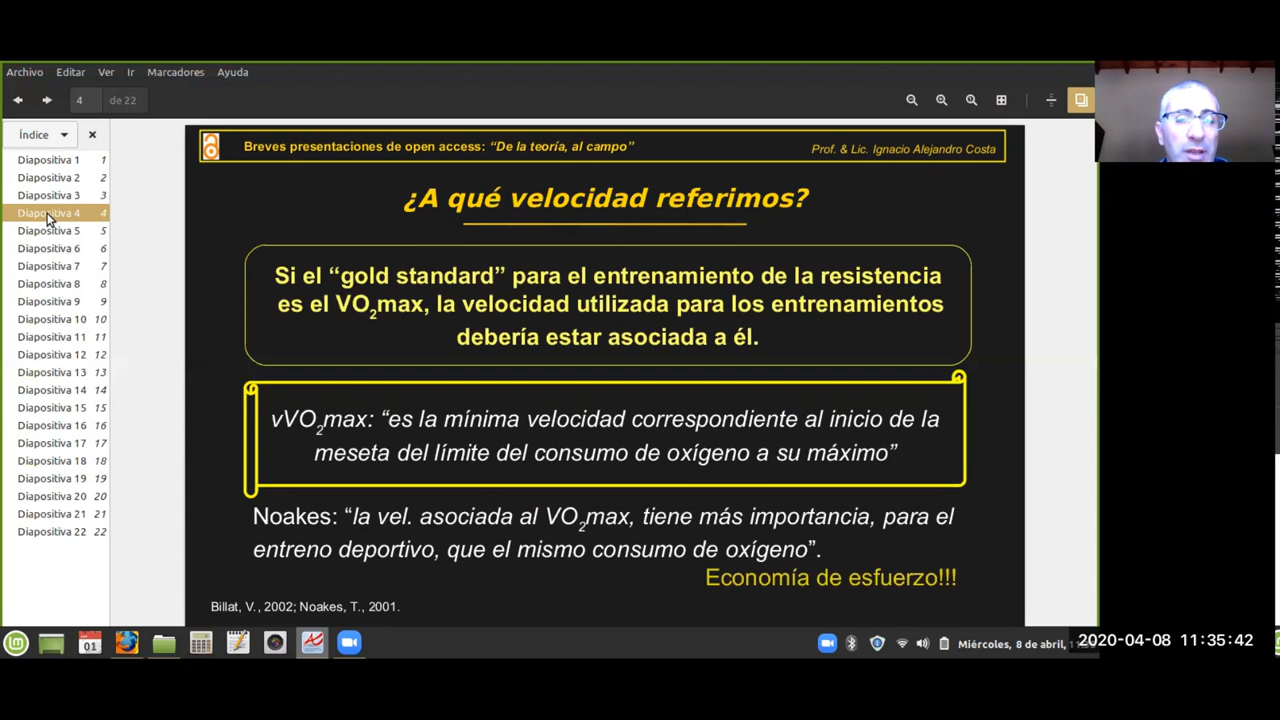 Archivo Editar Ver Ir Marcadores Ayuda
4 de 22
Índice
Diapositiva 1 1
Diapositiva 2 2
Diapositiva 3 3
Diapositiva 4 4
Diapositiva 5 5
Diapositiva 6 6
Diapositiva 7 7
Diapositiva 8 8
Diapositiva 9 9
Diapositiva 10 10
Diapositiva 11 11
Diapositiva 12 12
Diapositiva 13 13
Diapositiva 14 14
Diapositiva 15 15
Diapositiva 16 16
Diapositiva 17 17
Diapositiva 18 18
Diapositiva 19 19
Diapositiva 20 20
Diapositiva 21 21
Diapositiva 22 22
Breves presentaciones de open access: “De la teoría, al campo”
Prof. & Lic. Ignacio Alejandro Costa
¿A qué velocidad referimos?
Si el “gold standard” para el entrenamiento de la resistencia
es el VO₂max, la velocidad utilizada para los entrenamientos
debería estar asociada a él.
vVO₂max: “es la mínima velocidad correspondiente al inicio de la
meseta del límite del consumo de oxígeno a su máximo”
Noakes: “la vel. asociada al VO₂max, tiene más importancia, para el
entreno deportivo, que el mismo consumo de oxígeno”.
Economía de esfuerzo!!!
Billat, V., 2002; Noakes, T., 2001.
01
Miércoles, 8 de abril,
2020-04-08 11:35:42